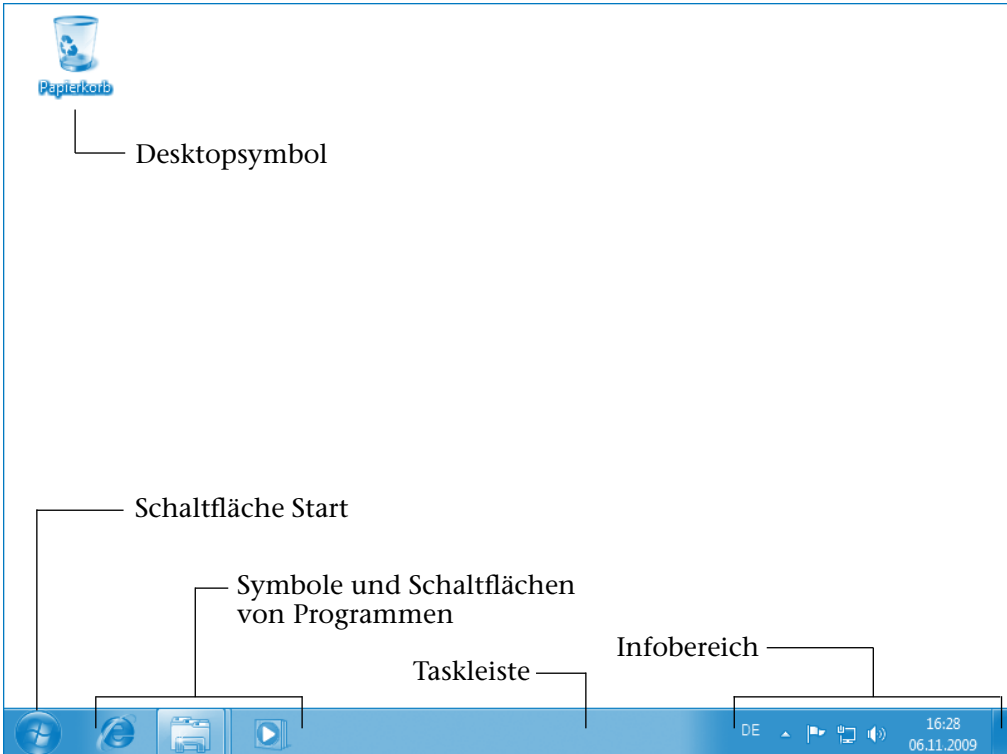 Papierkorb
Desktopsymbol
Schaltfläche Start
Symbole und Schaltflächen
von Programmen
Infobereich
Taskleiste
DE
16:28
06.11.2009